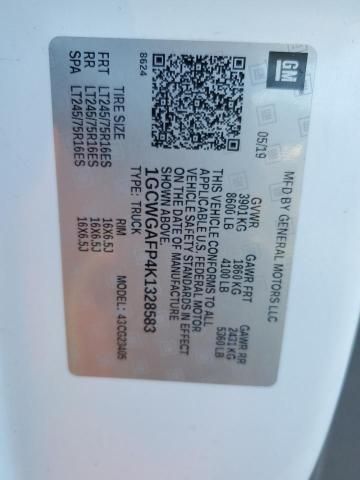 GM
MFD BY GENERAL MOTORS LLC
05/19 GVWR GAWR FRT GAWR RR
3901 KG 1860 KG 2431 KG
8600 LB 4100 LB 5360 LB
THIS VEHICLE CONFORMS TO ALL
APPLICABLE U.S. FEDERAL MOTOR
VEHICLE SAFETY STANDARDS IN EFFECT
ON THE DATE OF MANUFACTURE
SHOWN ABOVE.
1GCWGAFP4K1328583
TYPE: TRUCK MODEL: 43CG23405
TIRE SIZE RIM
FRT LT245/75R16ES 16X6.5J
RR LT245/75R16ES 16X6.5J
SPA LT245/75R16ES 16X6.5J
8624